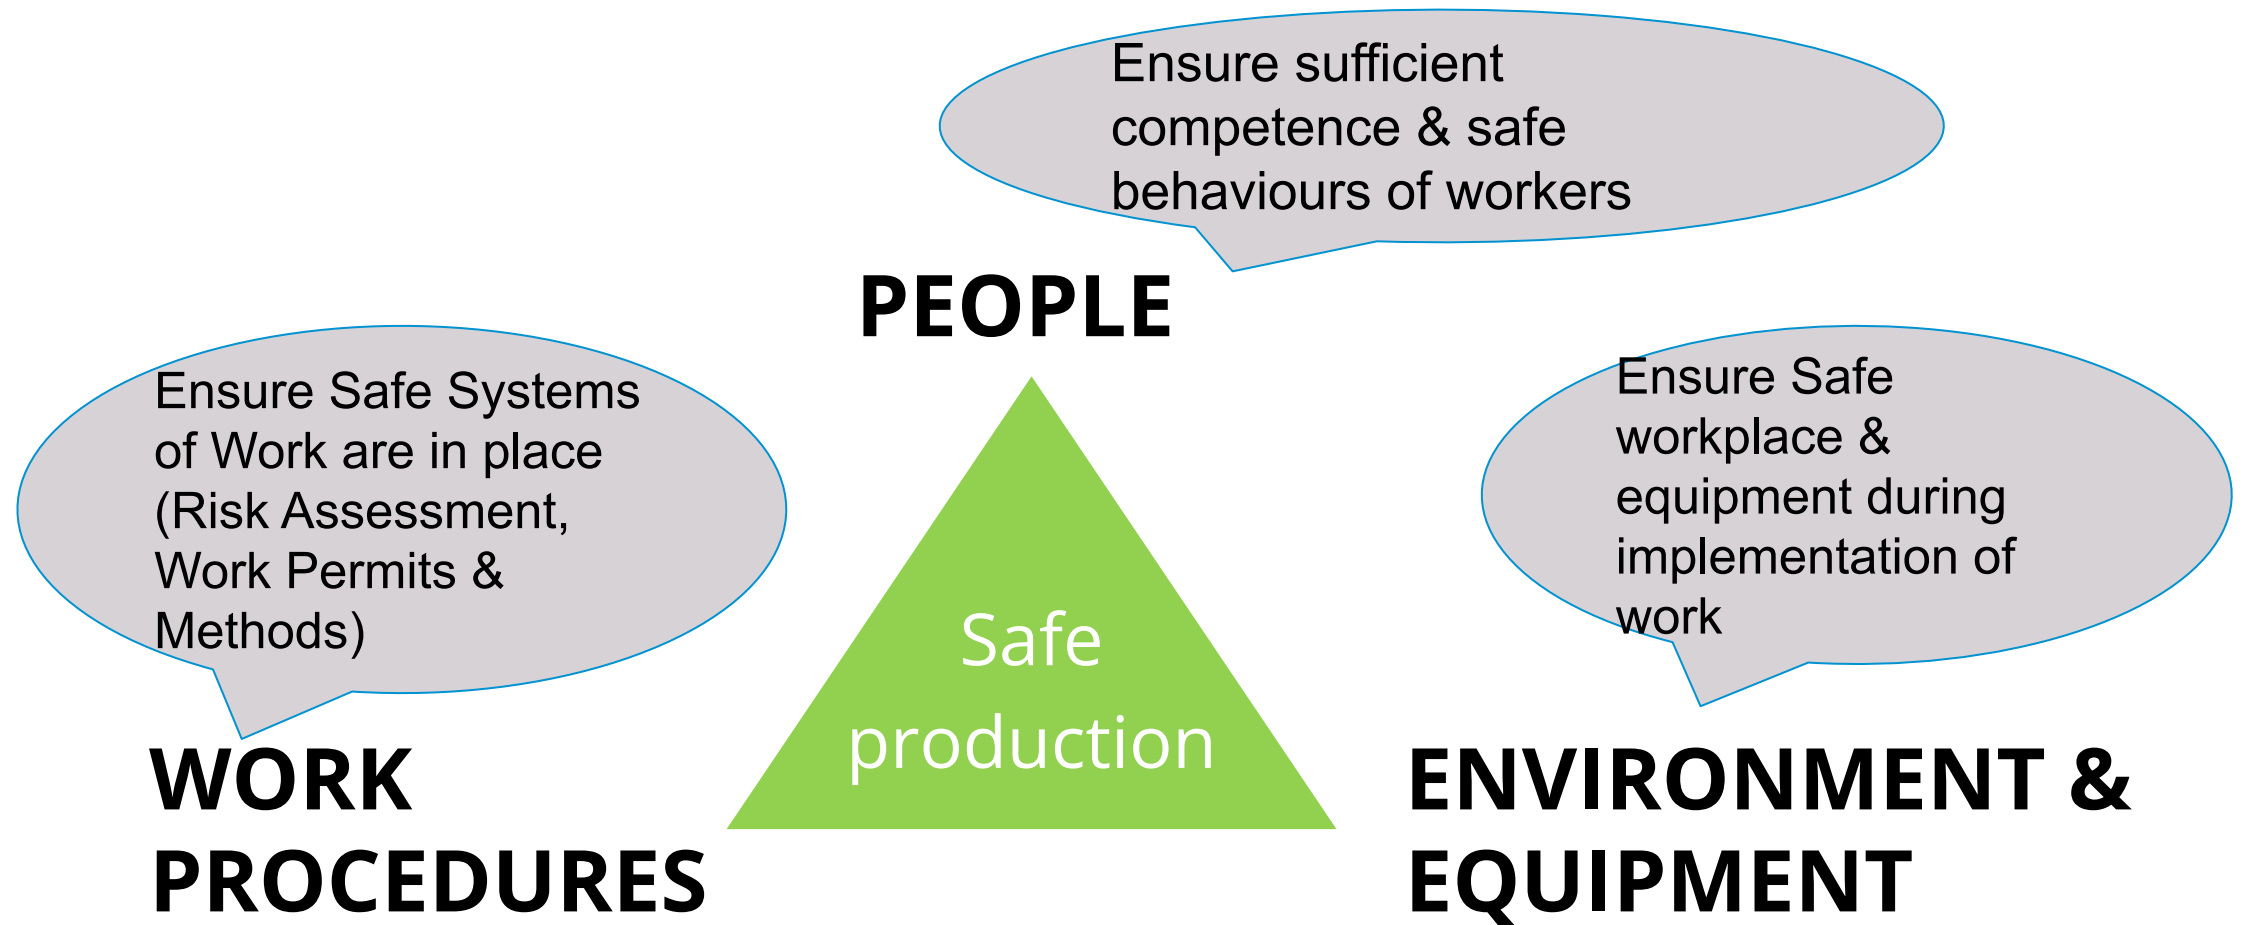 Ensure sufficient
competence & safe
behaviours of workers
PEOPLE
Ensure Safe Systems
of Work are in place
(Risk Assessment,
Work Permits &
Methods)
Ensure Safe
workplace &
equipment during
implementation of
work
Safe
production
WORK
PROCEDURES
ENVIRONMENT &
EQUIPMENT